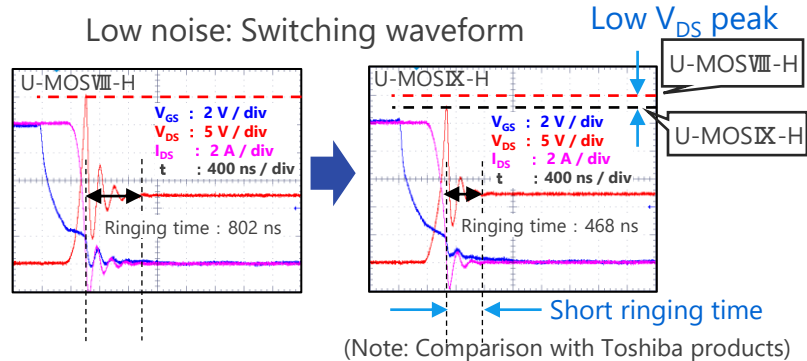 Low noise: Switching waveform
Low VDS peak
U-MOSⅧ-H
VGS : 2 V / div
VDS : 5 V / div
IDS : 2 A / div
t : 400 ns / div
Ringing time : 802 ns
U-MOSⅨ-H
VGS : 2 V / div
VDS : 5 V / div
IDS : 2 A / div
t : 400 ns / div
Ringing time : 468 ns
U-MOSⅧ-H
U-MOSⅨ-H
Short ringing time
(Note: Comparison with Toshiba products)